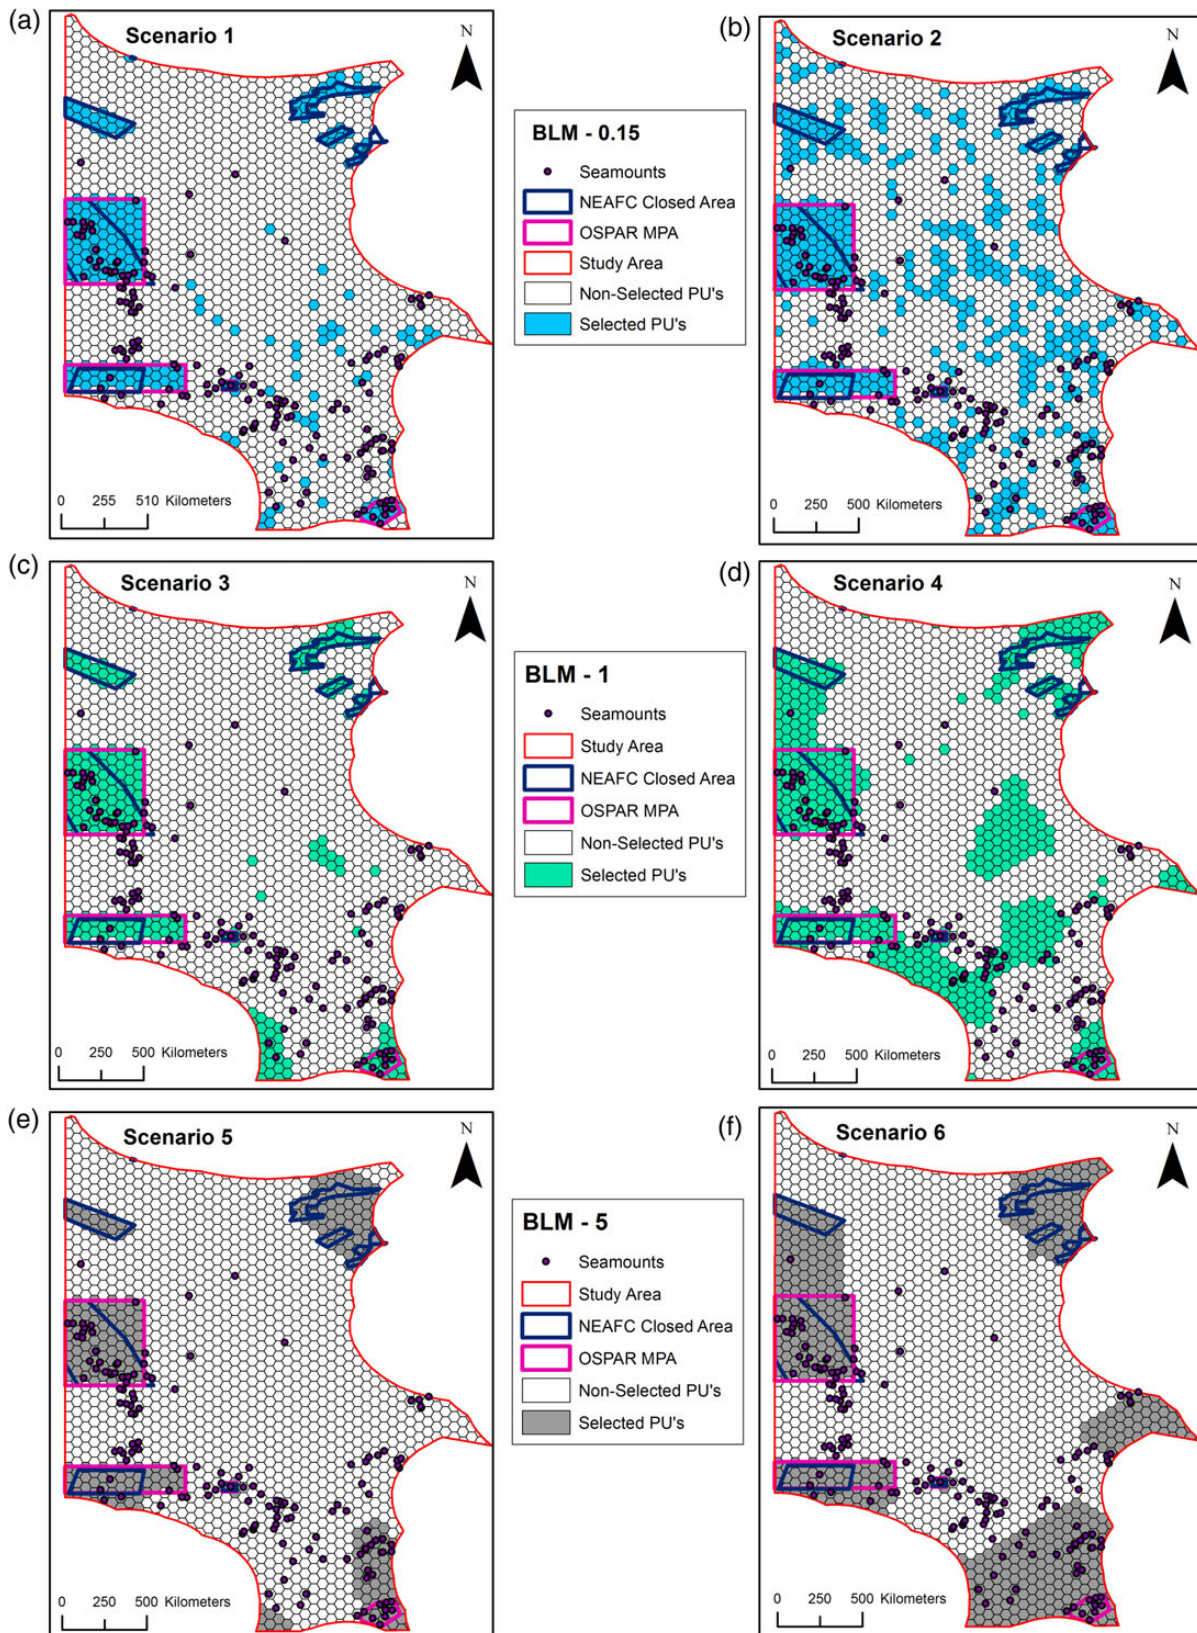 (a)
Scenario 1
N
0 255 510 Kilometers
(b)
Scenario 2
N
0 250 500 Kilometers
BLM - 0.15
Seamounts
NEAFC Closed Area
OSPAR MPA
Study Area
Non-Selected PU's
Selected PU's
(c)
Scenario 3
N
0 250 500 Kilometers
(d)
Scenario 4
N
0 250 500 Kilometers
BLM - 1
Seamounts
Study Area
NEAFC Closed Area
OSPAR MPA
Non-Selected PU's
Selected PU's
(e)
Scenario 5
N
0 250 500 Kilometers
(f)
Scenario 6
N
0 250 500 Kilometers
BLM - 5
Seamounts
Study Area
NEAFC Closed Area
OSPAR MPA
Non-Selected PU's
Selected PU's